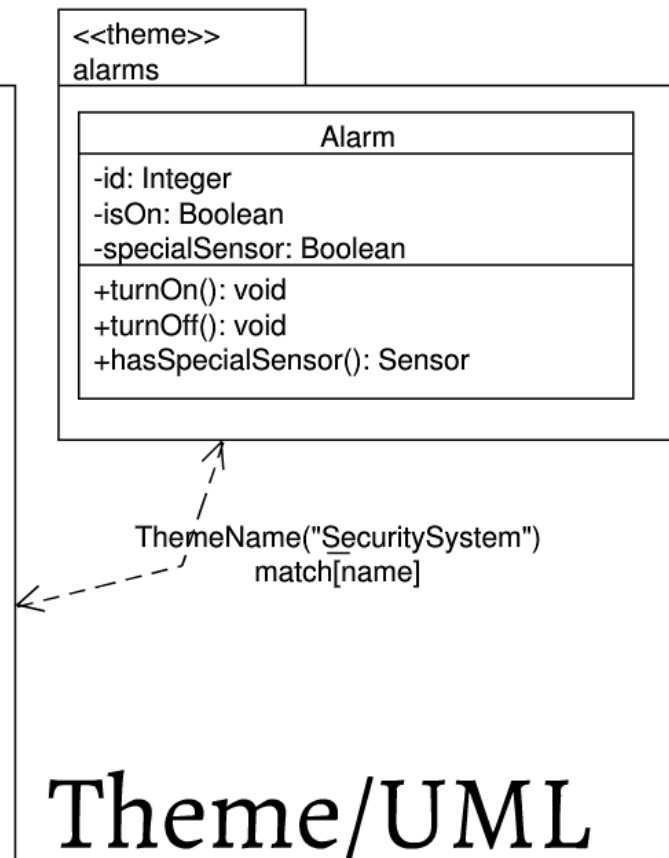 <<theme>>
alarms
Alarm
-id: Integer
-isOn: Boolean
-specialSensor: Boolean
+turnOn(): void
+turnOff(): void
+hasSpecialSensor(): Sensor
ThemeName("SecuritySystem")
match[name]
Theme/UML